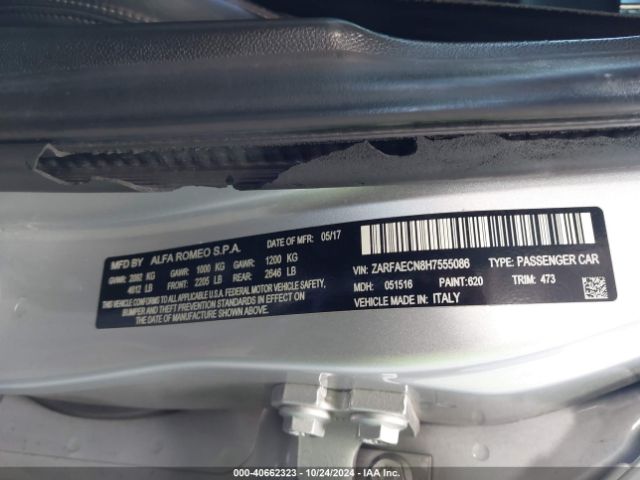 MFD BY ALFA ROMEO S.P.A. DATE OF MFR: 05/17
GVWR: 2092 KG GAWR: 1000 KG GAWR: 1200 KG
4612 LB FRONT: 2205 LB REAR: 2646 LB
THIS VEHICLE CONFORMS TO ALL APPLICABLE U.S.A. FEDERAL MOTOR VEHICLE SAFETY,
BUMPER AND THEFT PREVENTION STANDARDS IN EFFECT ON
THE DATE OF MANUFACTURE SHOWN ABOVE.
VIN: ZARFAECN8H7555086 TYPE: PASSENGER CAR
MDH: 051516 PAINT:620 TRIM: 473
MADE IN: ITALY
000-40662323 - 10/24/2024 - IAA Inc.